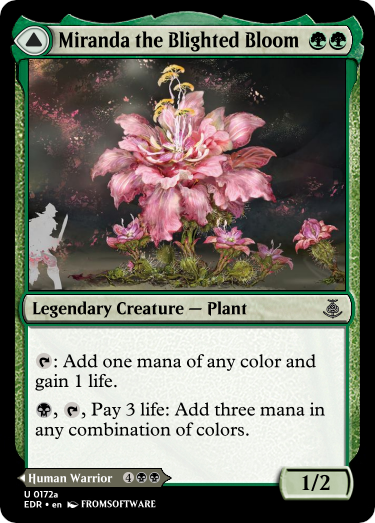 Miranda the Blighted Bloom
Legendary Creature — Plant
: Add one mana of any color and
gain 1 life.
, , Pay 3 life: Add three mana in
any combination of colors.
Human Warrior 4
1/2
U 0172a
EDR • en FROMSOFTWARE